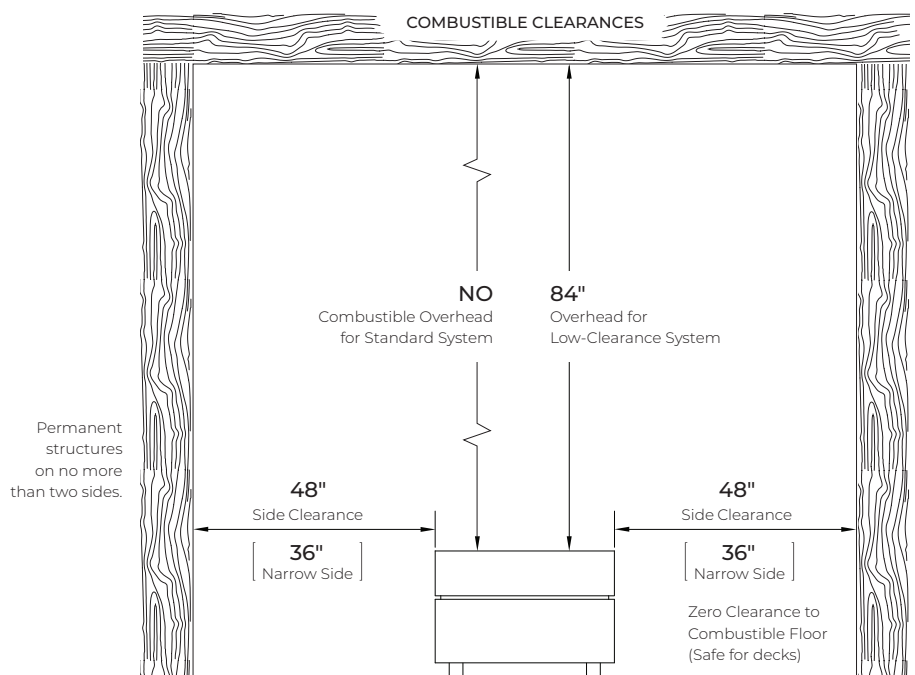 COMBUSTIBLE CLEARANCES
NO
Combustible Overhead
for Standard System
84"
Overhead for
Low-Clearance System
Permanent
structures
on no more
than two sides.
48"
Side Clearance
36"
Narrow Side
48"
Side Clearance
36"
Narrow Side
Zero Clearance to
Combustible Floor
(Safe for decks)